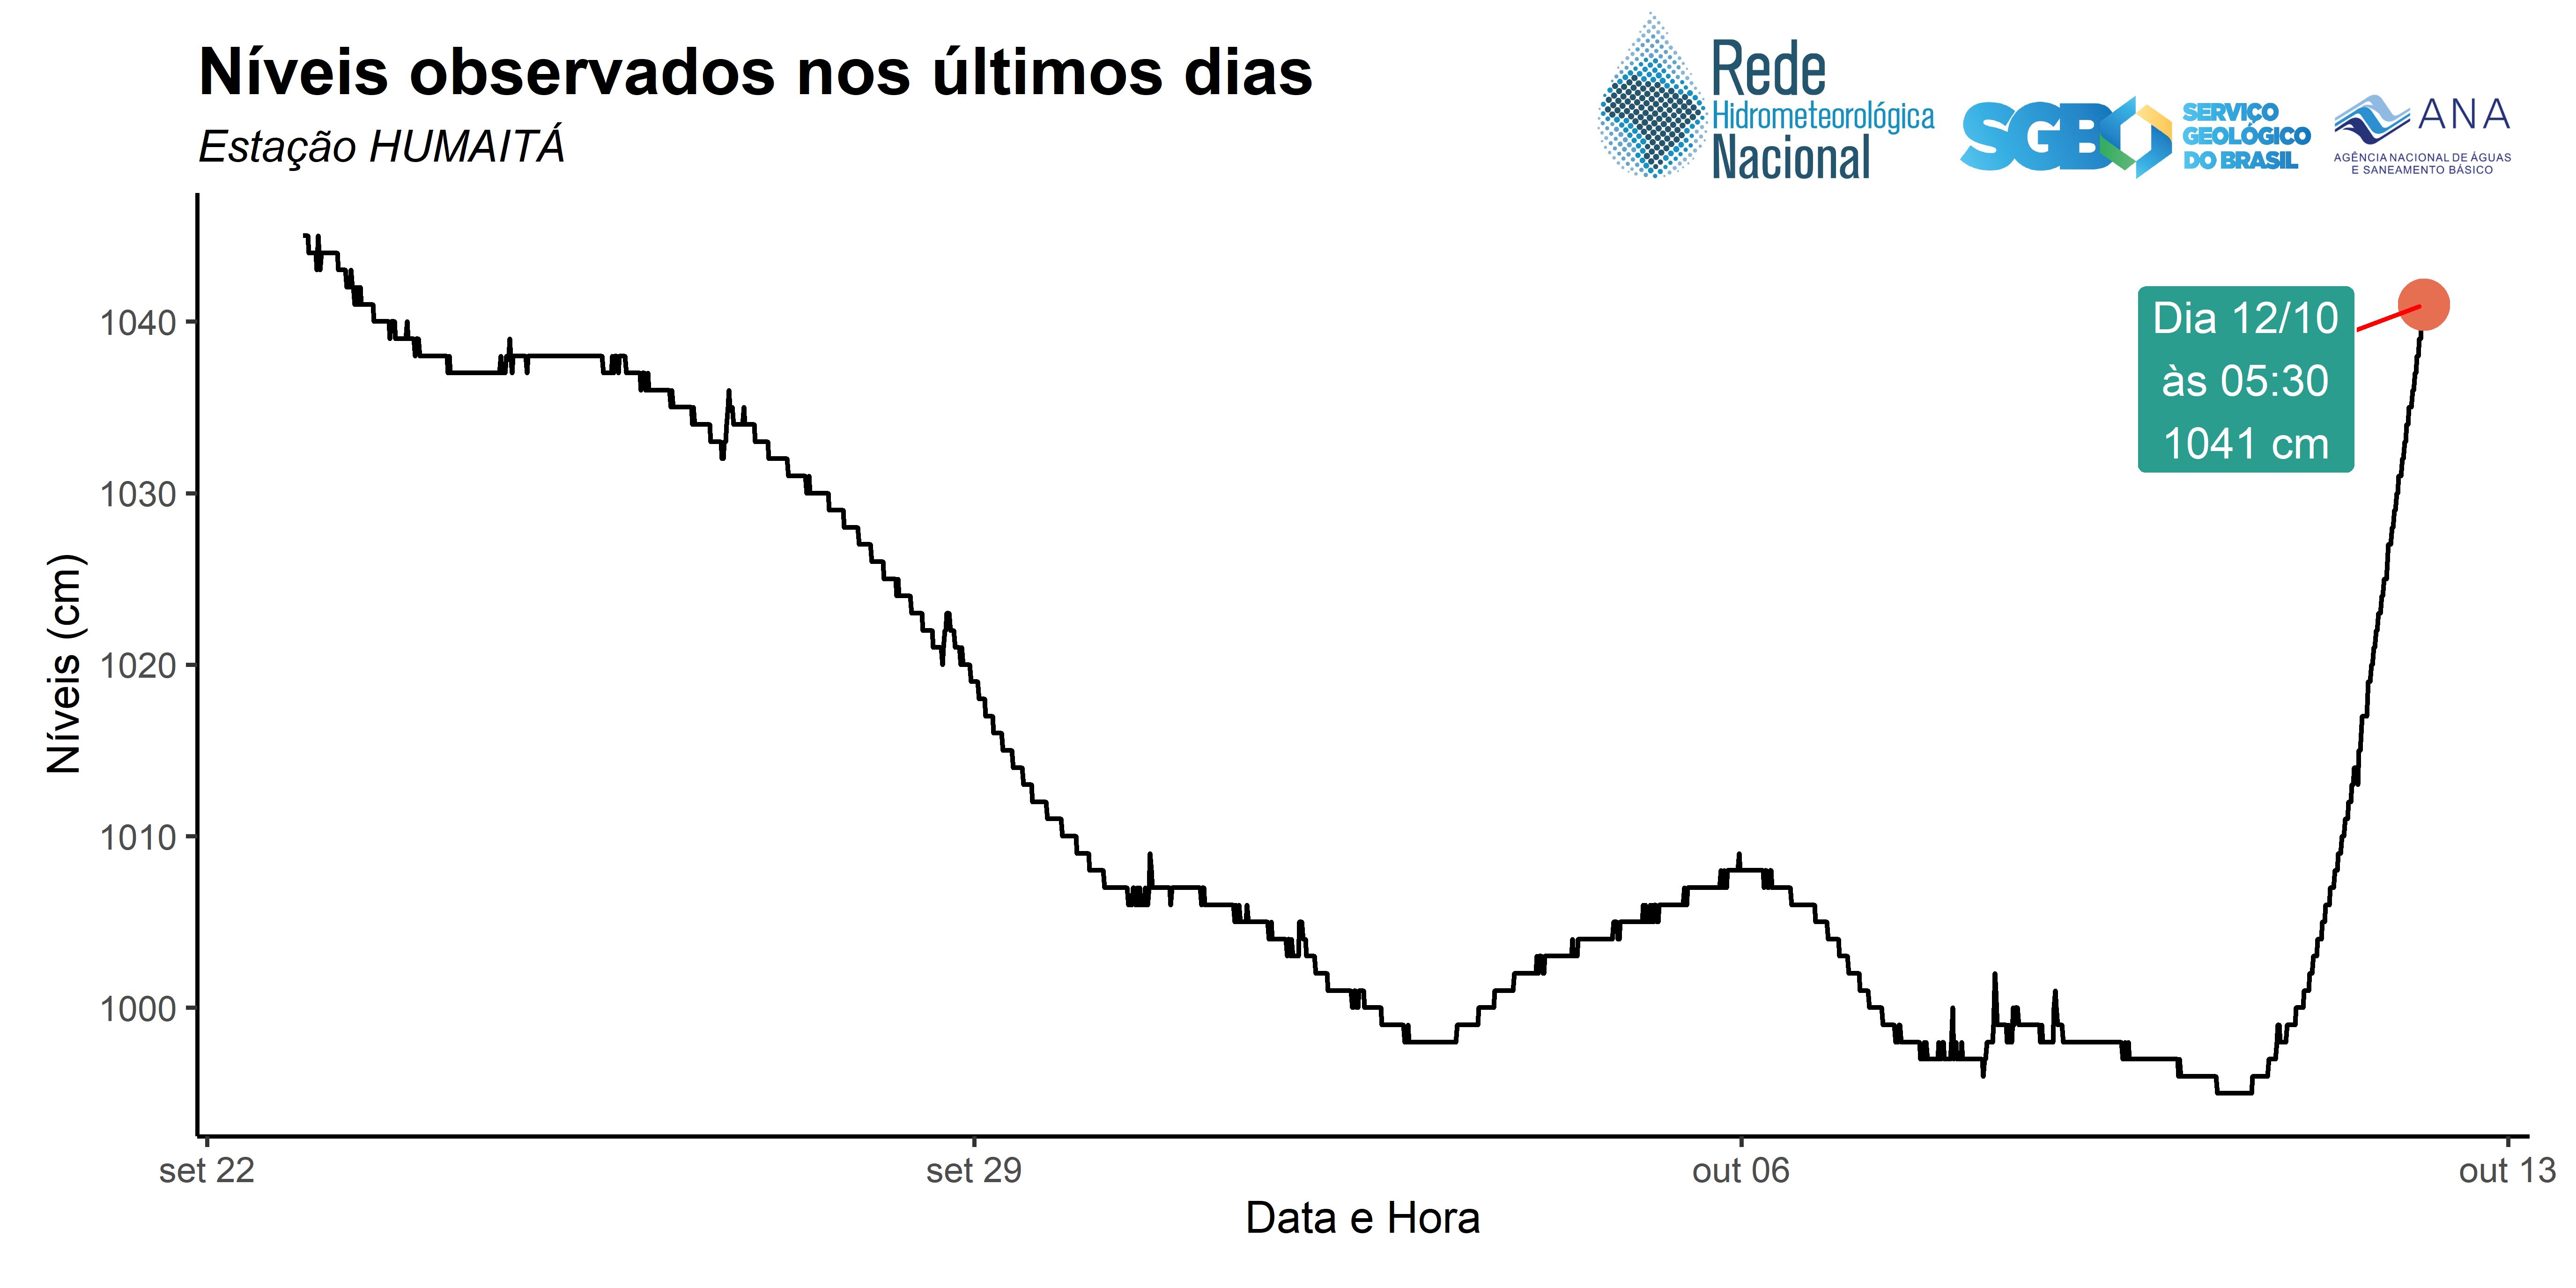 Níveis observados nos últimos dias
Estação HUMAITÁ
Rede
Hidrometeorológica
Nacional
SGB
SERVIÇO
GEOLÓGICO
DO BRASIL
ANA
AGÊNCIA NACIONAL DE ÁGUAS
E SANEAMENTO BÁSICO
Níveis (cm)
1040
1030
1020
1010
1000
Dia 12/10
às 05:30
1041 cm
set 22
set 29
out 06
out 13
Data e Hora